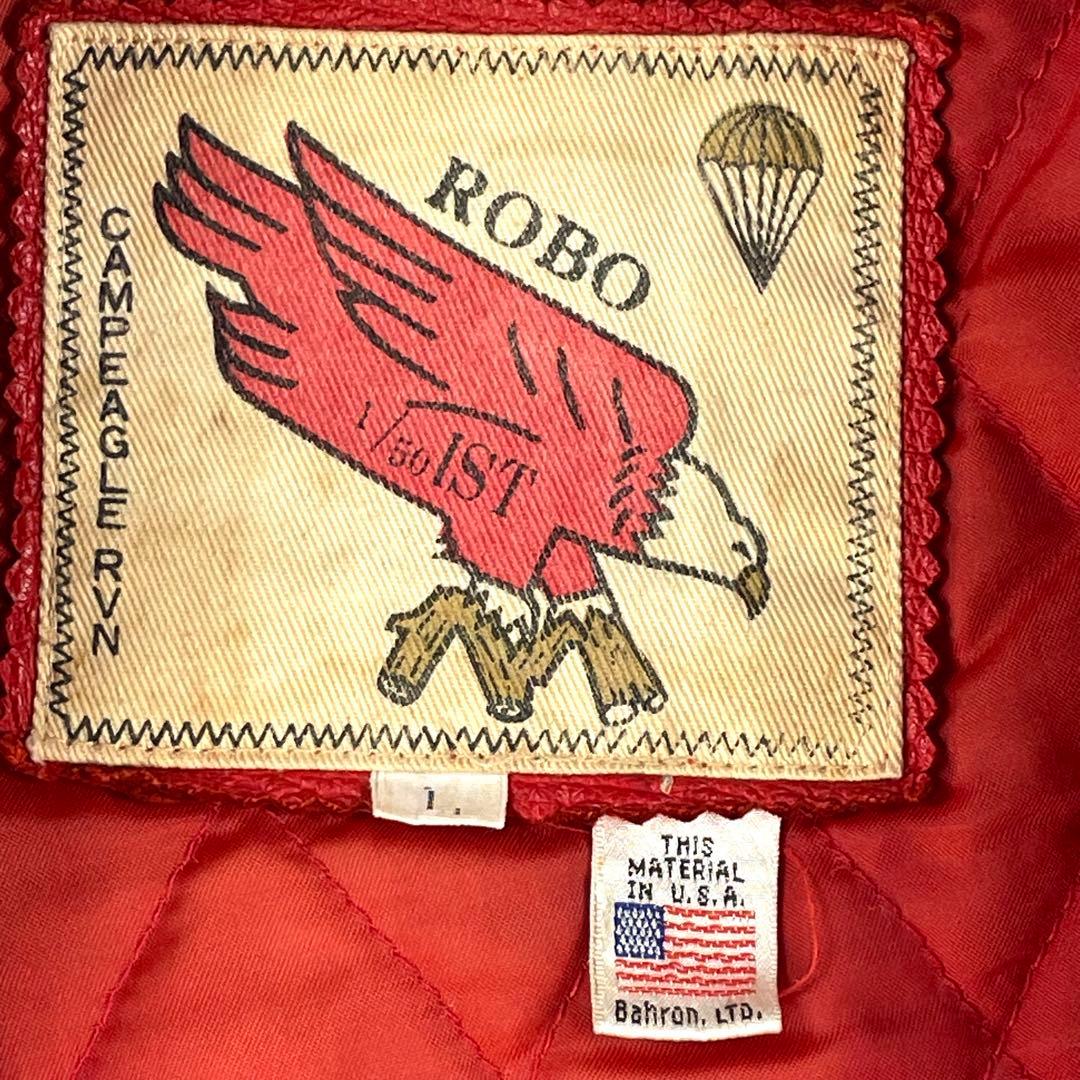 ROBO
CAMPEAGLE RVN
1/501ST
L
THIS
MATERIAL
IN U.S.A.
Bahron, LTD.